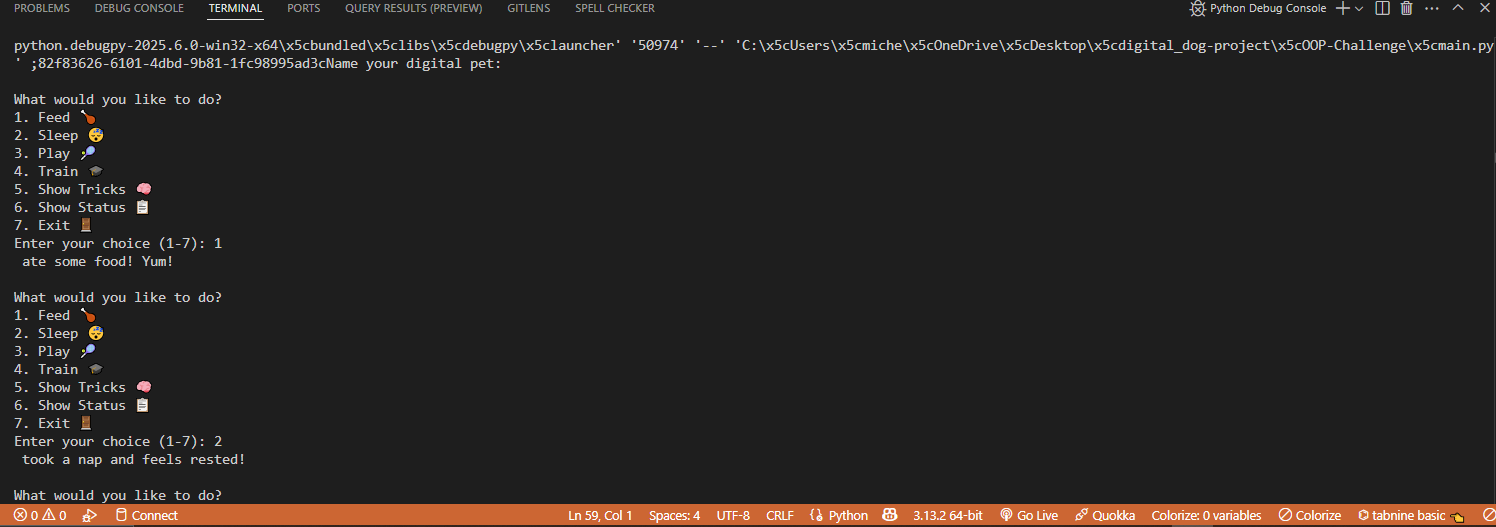 PROBLEMS DEBUG CONSOLE TERMINAL PORTS QUERY RESULTS (PREVIEW) GITLENS SPELL CHECKER Python Debug Console
python.debugpy-2025.6.0-win32-x64\x5cbundled\x5clibs\x5cdebugpy\x5clauncher' '50974' '--' 'C:\x5cUsers\x5cmiche\x5cOneDrive\x5cDesktop\x5cdigital_dog-project\x5cOOP-Challenge\x5cmain.py
' ;82f83626-6101-4dbd-9b81-1fc98995ad3cName your digital pet:
What would you like to do?
1. Feed 🍗
2. Sleep 😴
3. Play 🎾
4. Train 🎓
5. Show Tricks 🧠
6. Show Status 📋
7. Exit 🚪
Enter your choice (1-7): 1
ate some food! Yum!
What would you like to do?
1. Feed 🍗
2. Sleep 😴
3. Play 🎾
4. Train 🎓
5. Show Tricks 🧠
6. Show Status 📋
7. Exit 🚪
Enter your choice (1-7): 2
took a nap and feels rested!
What would you like to do?
0 0 Connect Ln 59, Col 1 Spaces: 4 UTF-8 CRLF Python 3.13.2 64-bit Go Live Quokka Colorize: 0 variables Colorize tabnine basic